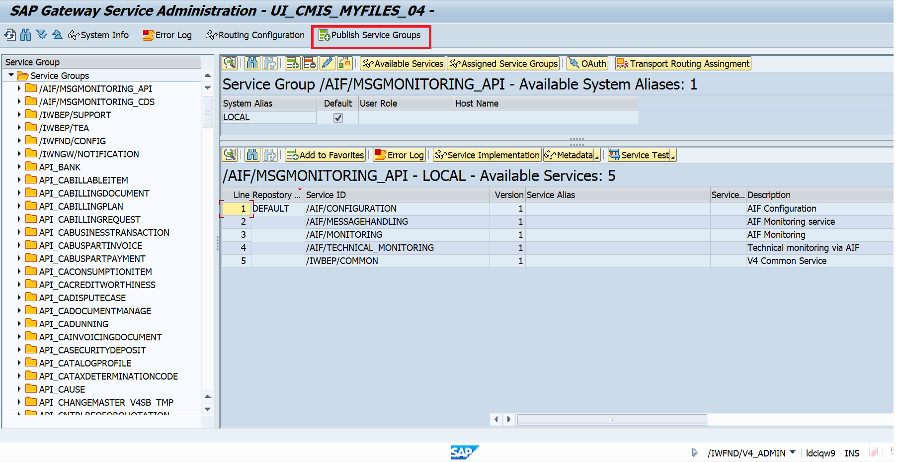 SAP Gateway Service Administration - UI_CMIS_MYFILES_04 -
System Info Error Log Routing Configuration Publish Service Groups
Service Group
Service Groups
/AIF/MSGMONITORING_API
/AIF/MSGMONITORING_CDS
/IWBEP/SUPPORT
/IWBEP/TEA
/IWFND/CONFIG
/IWNGW/NOTIFICATION
API_BANK
API_CABILLABLEITEM
API_CABILLINGDOCUMENT
API_CABILLINGPLAN
API_CABILLINGREQUEST
API_CABUSINESSTRANSACTION
API_CABUSPARTINVOICE
API_CABUSPARTPAYMENT
API_CACONSUMPTIONITEM
API_CACREDITWORTHINESS
API_CADISPUTECASE
API_CADOCUMENTMANAGE
API_CADUNNING
API_CAINVOICINGDOCUMENT
API_CASECURITYDEPOSIT
API_CATALOGPROFILE
API_CATAXDETERMINATIONCODE
API_CAUSE
API_CHANGEMASTER_V4SB_TMP
Available Services Assigned Service Groups OAuth Transport Routing Assingment
Service Group /AIF/MSGMONITORING_API - Available System Aliases: 1
System Alias Default User Role Host Name
LOCAL
Add to Favorites Error Log Service Implementation Metadata Service Test
/AIF/MSGMONITORING_API - LOCAL - Available Services: 5
Line Repostory ... Service ID Version Service Alias Service... Description
1 DEFAULT /AIF/CONFIGURATION 1 AIF Configuration
2 /AIF/MESSAGEHANDLING 1 AIF Monitoring service
3 /AIF/MONITORING 1 AIF Monitoring
4 /AIF/TECHNICAL_MONITORING 1 Technical monitoring via AIF
5 /IWBEP/COMMON 1 V4 Common Service
SAP
/IWFND/V4_ADMIN ldciqw9 INS